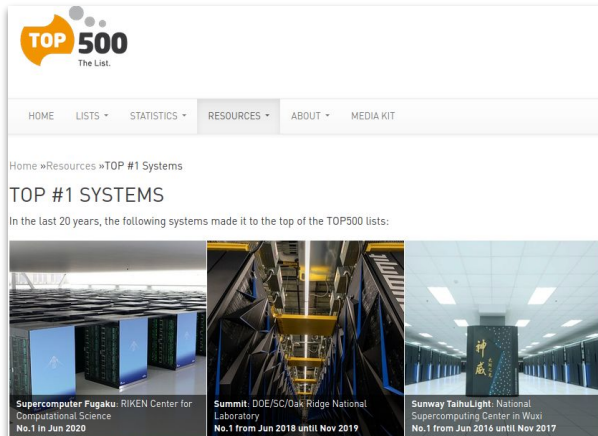 TOP 500
The List.
HOME LISTS STATISTICS RESOURCES ABOUT MEDIA KIT
Home »Resources »TOP #1 Systems
TOP #1 SYSTEMS
In the last 20 years, the following systems made it to the top of the TOP500 lists:
神
威
Supercomputer Fugaku: RIKEN Center for
Computational Science
No.1 in Jun 2020
Summit: DOE/SC/Oak Ridge National
Laboratory
No.1 from Jun 2018 until Nov 2019
Sunway TaihuLight: National
Supercomputing Center in Wuxi
No.1 from Jun 2016 until Nov 2017